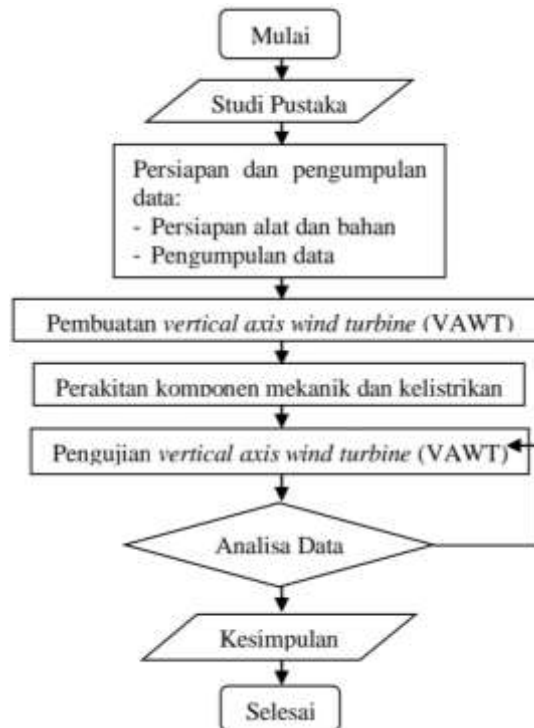 Mulai
Studi Pustaka
Persiapan dan pengumpulan
data:
- Persiapan alat dan bahan
- Pengumpulan data
Pembuatan vertical axis wind turbine (VAWT)
Perakitan komponen mekanik dan kelistrikan
Pengujian vertical axis wind turbine (VAWT)
Analisa Data
Kesimpulan
Selesai